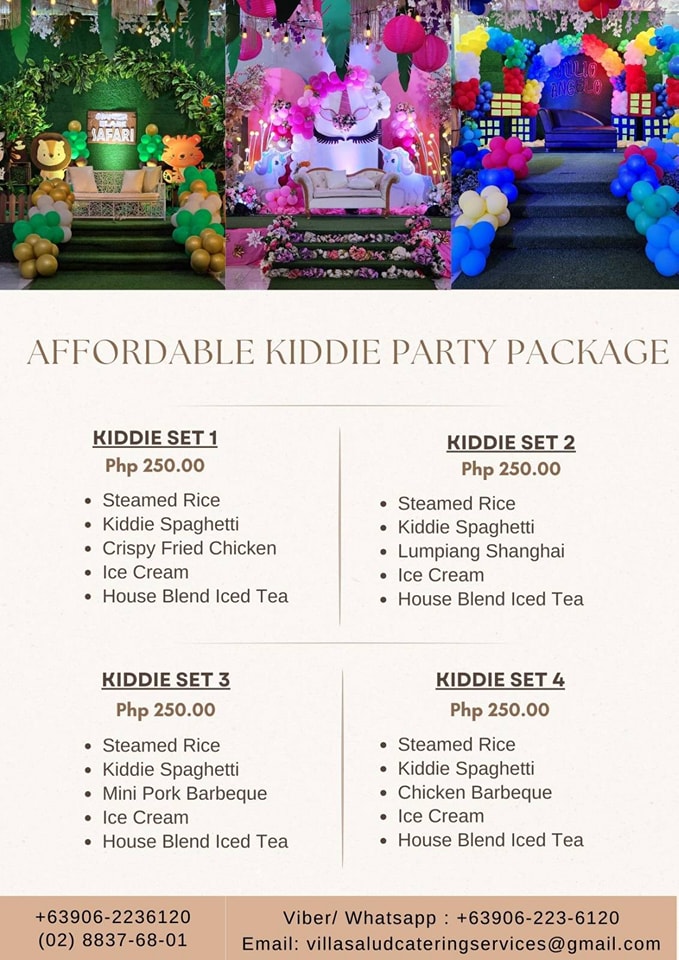 SAFARI
JULIO
ANGELO
AFFORDABLE KIDDIE PARTY PACKAGE
KIDDIE SET 1
Php 250.00
• Steamed Rice
• Kiddie Spaghetti
• Crispy Fried Chicken
• Ice Cream
• House Blend Iced Tea
KIDDIE SET 2
Php 250.00
• Steamed Rice
• Kiddie Spaghetti
• Lumpiang Shanghai
• Ice Cream
• House Blend Iced Tea
KIDDIE SET 3
Php 250.00
• Steamed Rice
• Kiddie Spaghetti
• Mini Pork Barbeque
• Ice Cream
• House Blend Iced Tea
KIDDIE SET 4
Php 250.00
• Steamed Rice
• Kiddie Spaghetti
• Chicken Barbeque
• Ice Cream
• House Blend Iced Tea
+63906-2236120
(02) 8837-68-01
Viber/ Whatsapp : +63906-223-6120
Email: villasaludcateringservices@gmail.com